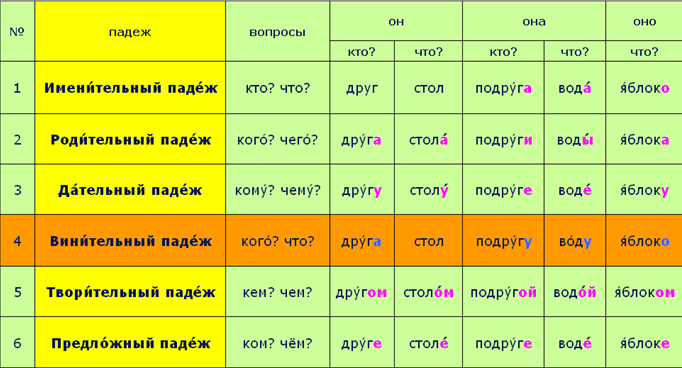 № падеж вопросы он она оно
кто? что? кто? что? что?
1 Имени́тельный паде́ж кто? что? друг стол подру́га вода́ я́блоко
2 Роди́тельный паде́ж кого́? чего́? дру́га стола́ подру́ги воды́ я́блока
3 Да́тельный паде́ж кому́? чему́? дру́гу столу́ подру́ге воде́ я́блоку
4 Вини́тельный паде́ж кого́? что? дру́га стол подру́гу во́ду я́блоко
5 Твори́тельный паде́ж кем? чем? дру́гом столо́м подру́гой водо́й я́блоком
6 Предло́жный паде́ж ком? чём? дру́ге столе́ подру́ге воде́ я́блоке